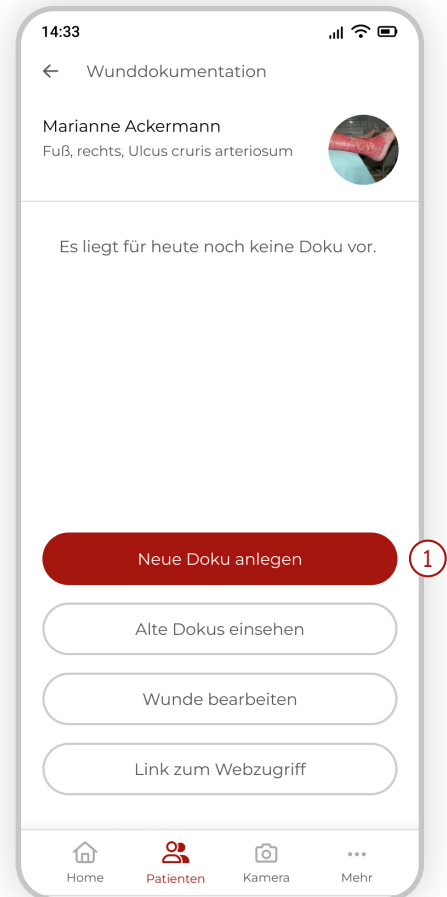 14:33
Wunddokumentation
Marianne Ackermann
Fuß, rechts, Ulcus cruris arteriosum
Es liegt für heute noch keine Doku vor.
Neue Doku anlegen
1
Alte Dokus einsehen
Wunde bearbeiten
Link zum Webzugriff
Home Patienten Kamera Mehr